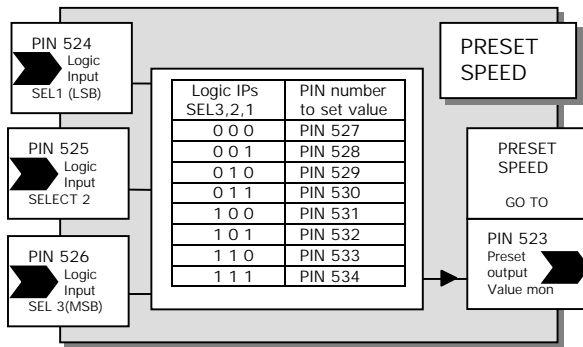 PIN 524
Logic
Input
SEL1 (LSB)
PIN 525
Logic
Input
SELECT 2
PIN 526
Logic
Input
SEL 3(MSB)
Logic IPs PIN number
SEL3,2,1 to set value
0 0 0 PIN 527
0 0 1 PIN 528
0 1 0 PIN 529
0 1 1 PIN 530
1 0 0 PIN 531
1 0 1 PIN 532
1 1 0 PIN 533
1 1 1 PIN 534
PRESET
SPEED
PRESET
SPEED
GO TO
PIN 523
Preset
output
Value mon